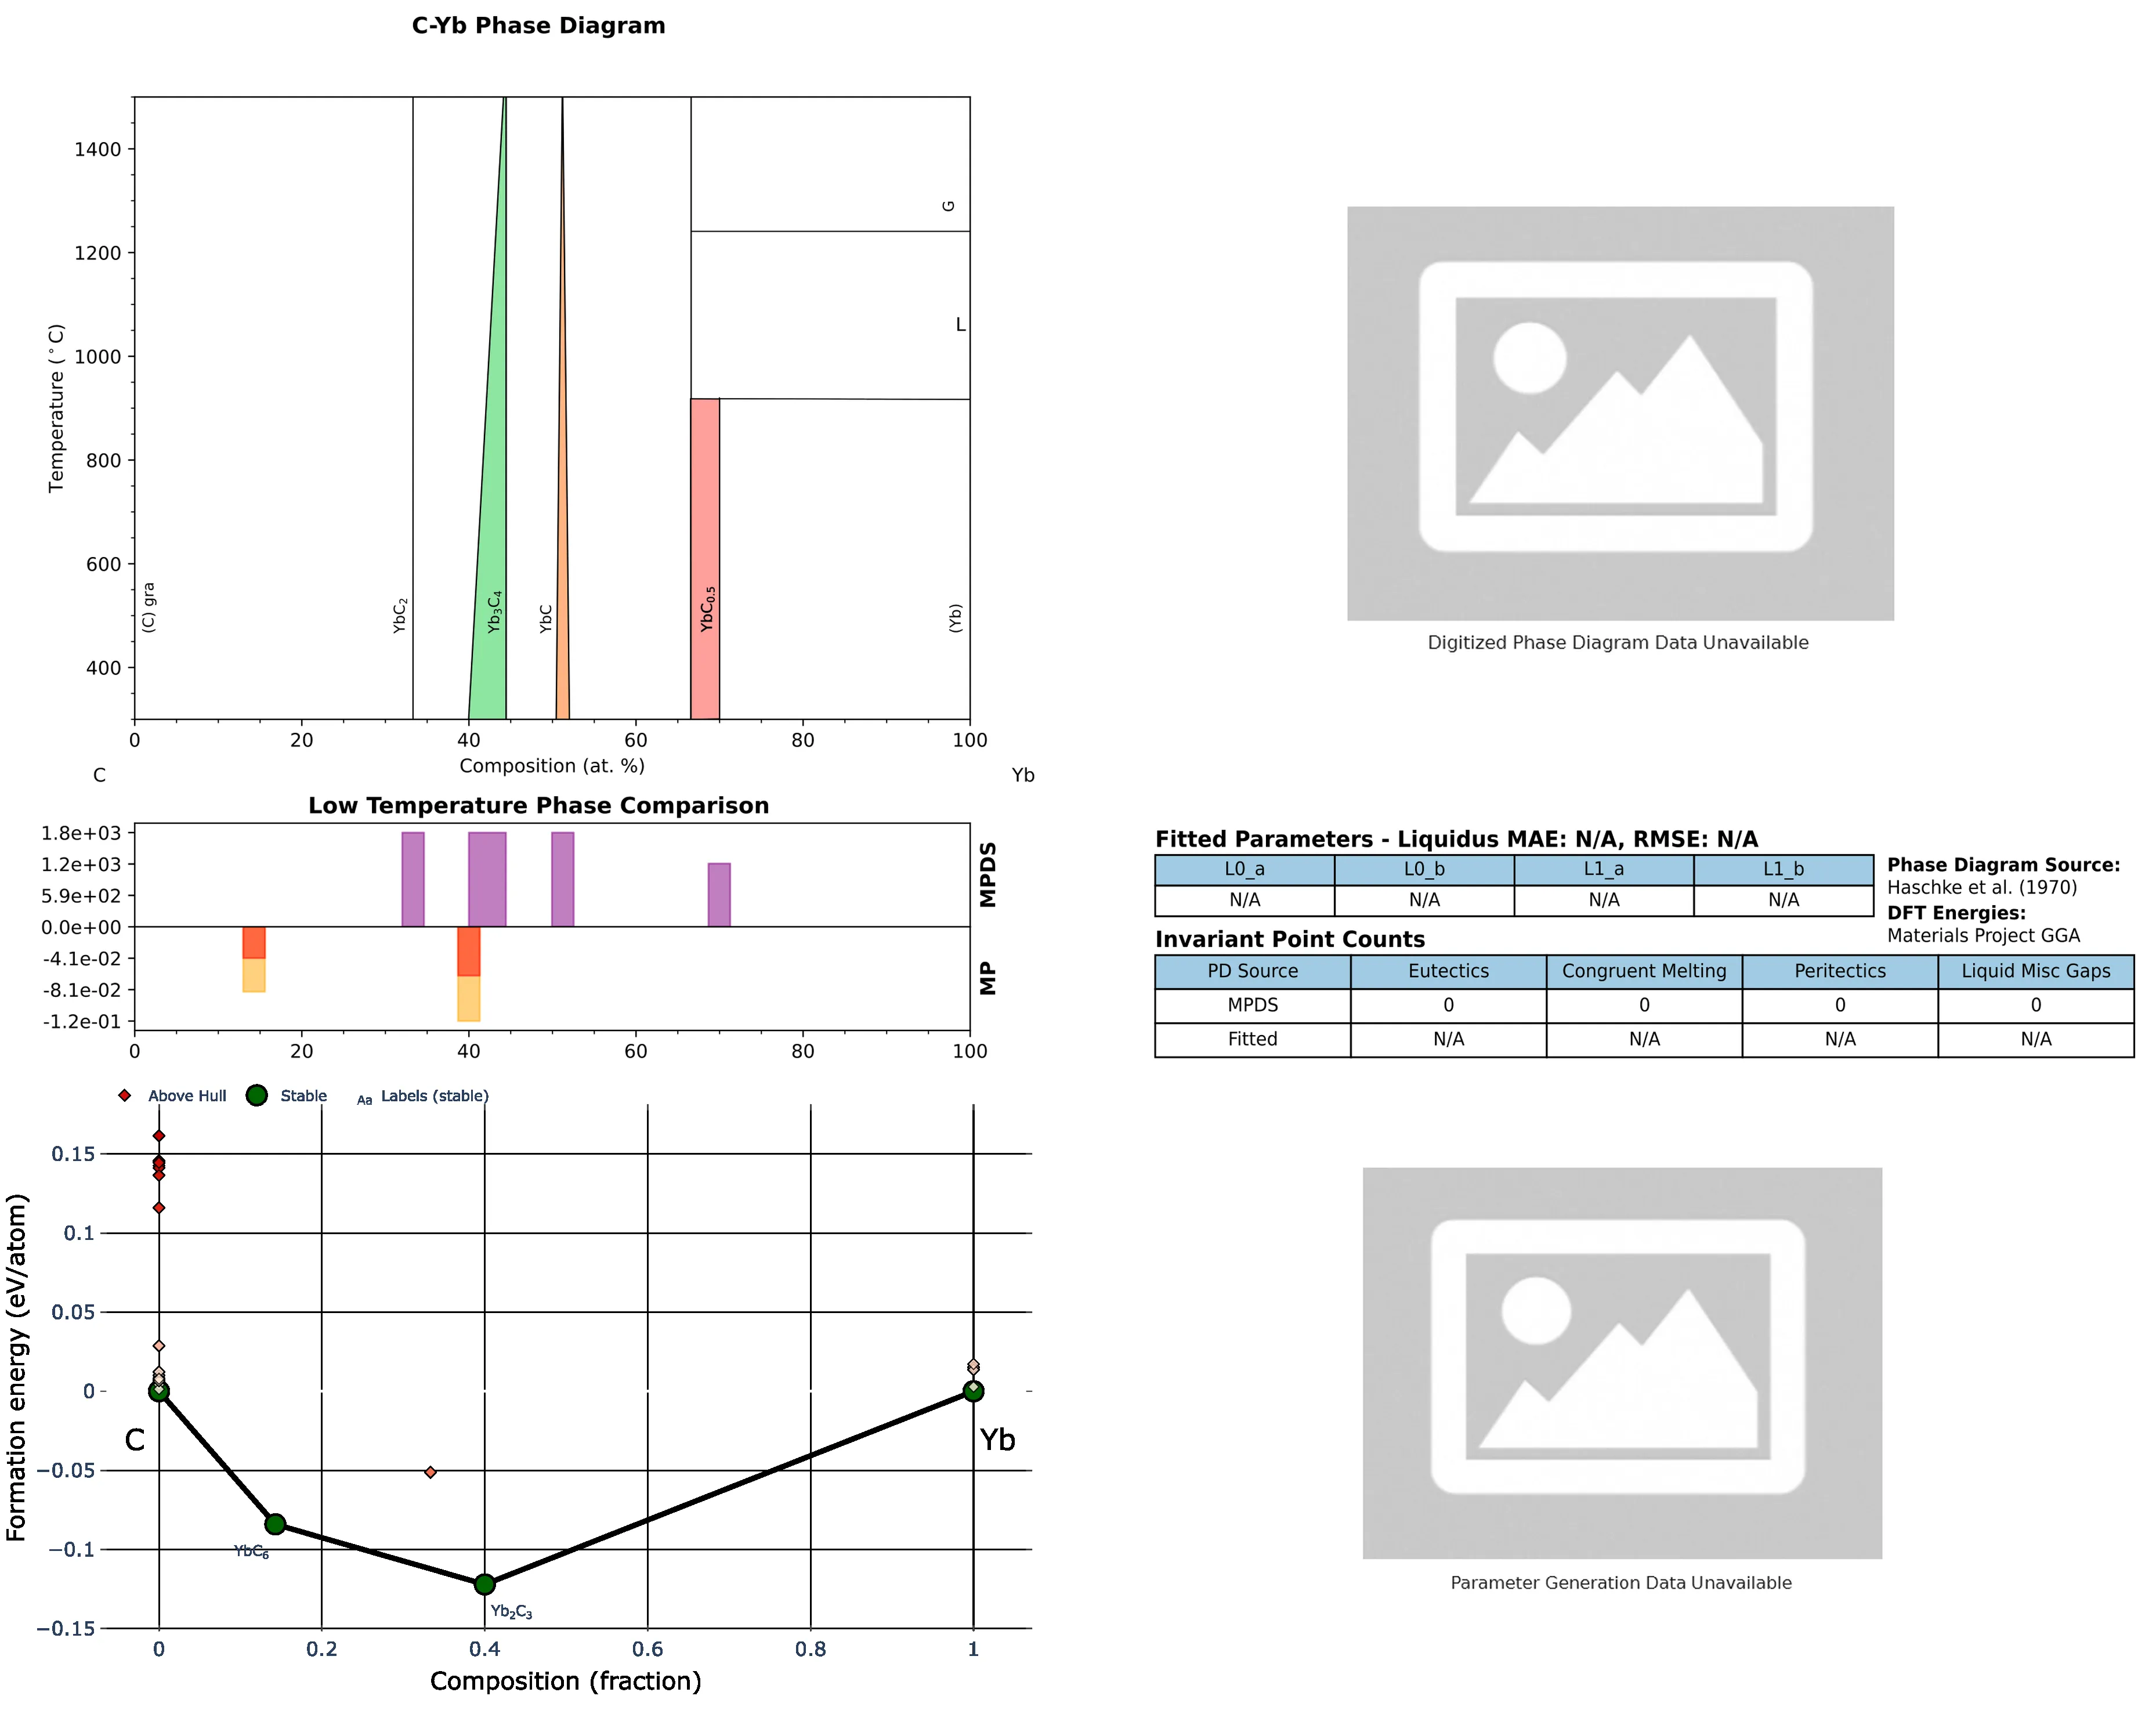 C-Yb Phase Diagram
1400
1200
1000
800
600
400
Temperature (°C)
(C) gra
YbC₂
Yb₃C₄
YbC
YbC₀.₅
(Yb)
G
L
0 20 40 60 80 100
Composition (at. %)
C Yb
Low Temperature Phase Comparison
1.8e+03
1.2e+03
5.9e+02
0.0e+00
-4.1e-02
-8.1e-02
-1.2e-01
MPDS
MP
0 20 40 60 80 100
Above Hull Stable Aa Labels (stable)
0.15
0.1
0.05
0
−0.05
−0.1
−0.15
Formation energy (eV/atom)
C
Yb
YbC₆
Yb₂C₃
0 0.2 0.4 0.6 0.8 1
Composition (fraction)
Digitized Phase Diagram Data Unavailable
Fitted Parameters - Liquidus MAE: N/A, RMSE: N/A
L0_a L0_b L1_a L1_b
N/A N/A N/A N/A
Phase Diagram Source:
Haschke et al. (1970)
DFT Energies:
Materials Project GGA
Invariant Point Counts
PD Source Eutectics Congruent Melting Peritectics Liquid Misc Gaps
MPDS 0 0 0 0
Fitted N/A N/A N/A N/A
Parameter Generation Data Unavailable